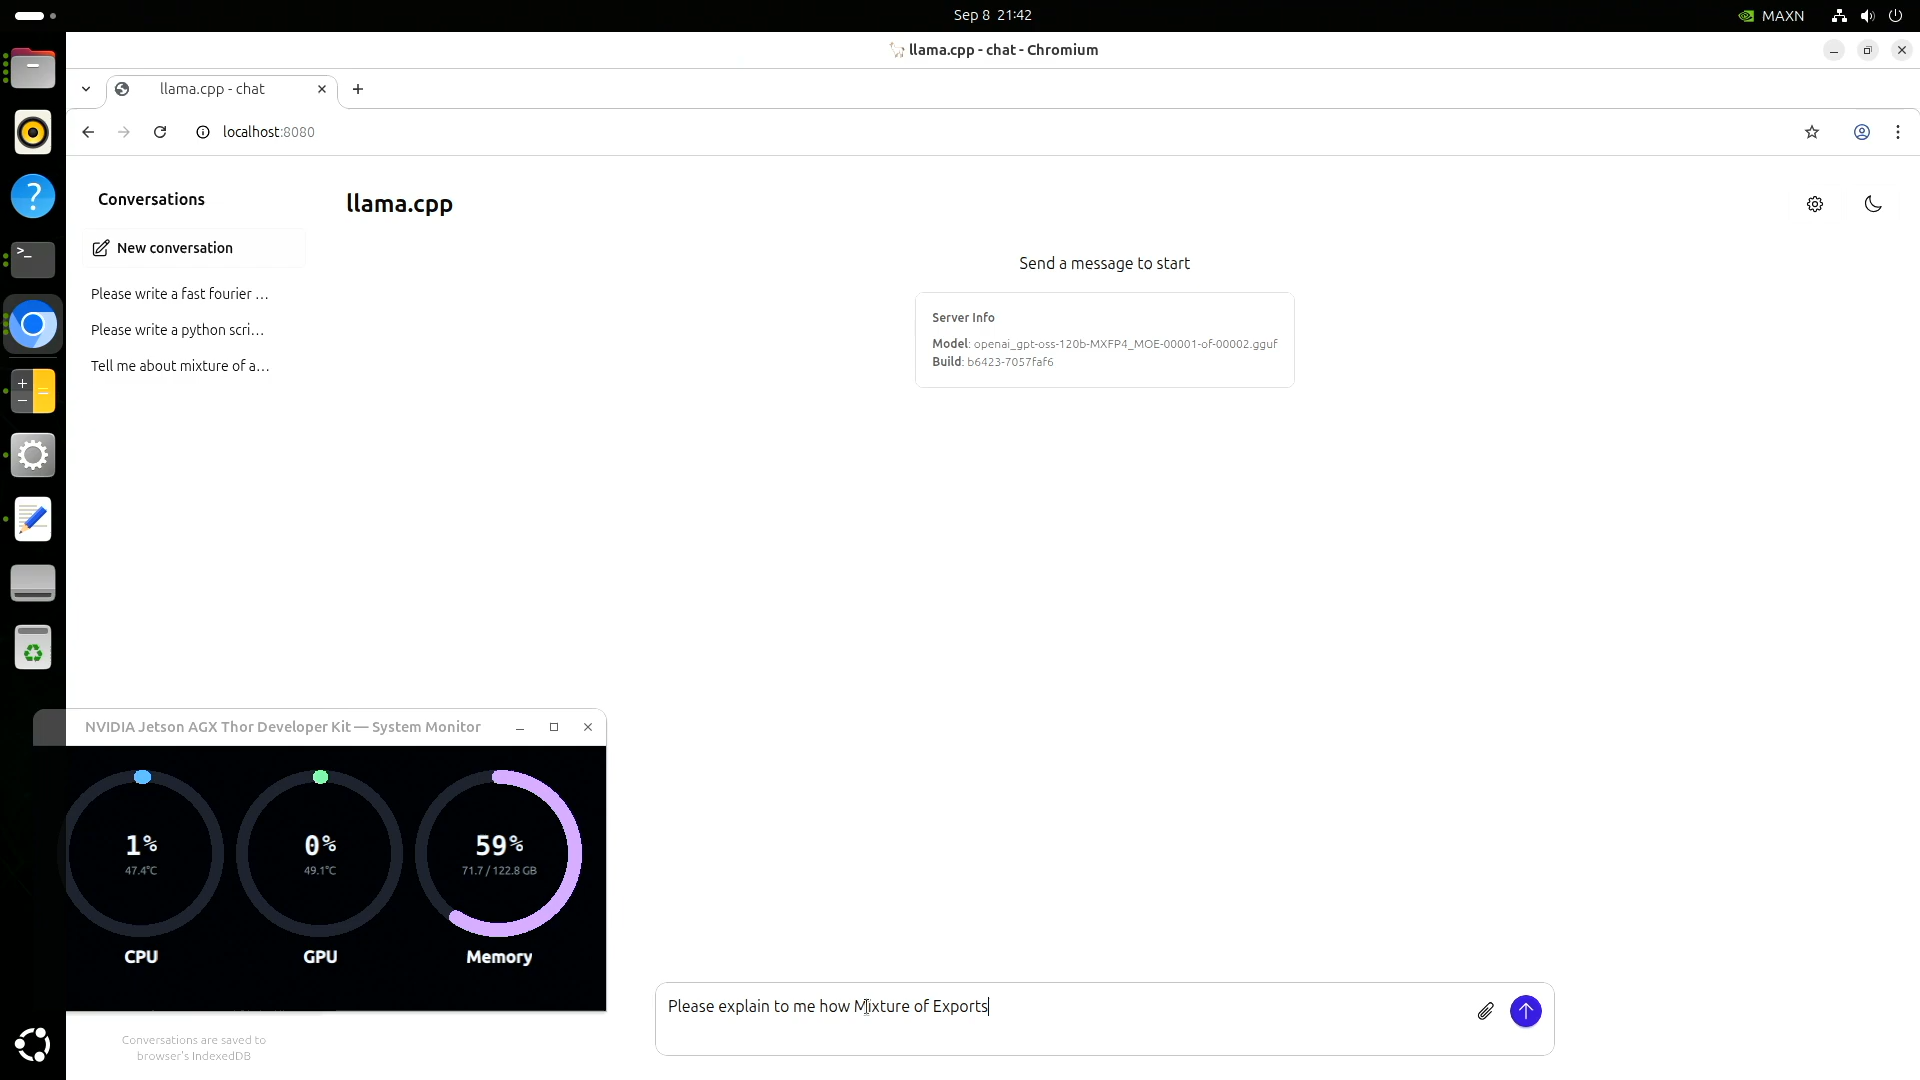 Sep 8 21:42
MAXN
llama.cpp - chat - Chromium
llama.cpp - chat
localhost:8080
Conversations
New conversation
Please write a fast fourier ...
Please write a python scri...
Tell me about mixture of a...
llama.cpp
Send a message to start
Server Info
Model: openai_gpt-oss-120b-MXFP4_MOE-00001-of-00002.gguf
Build: b6423-7057faf6
NVIDIA Jetson AGX Thor Developer Kit — System Monitor
1%
47.4°C
CPU
0%
49.1°C
GPU
59%
71.7 / 122.8 GB
Memory
Please explain to me how Mixture of Exports
Conversations are saved to
browser's IndexedDB